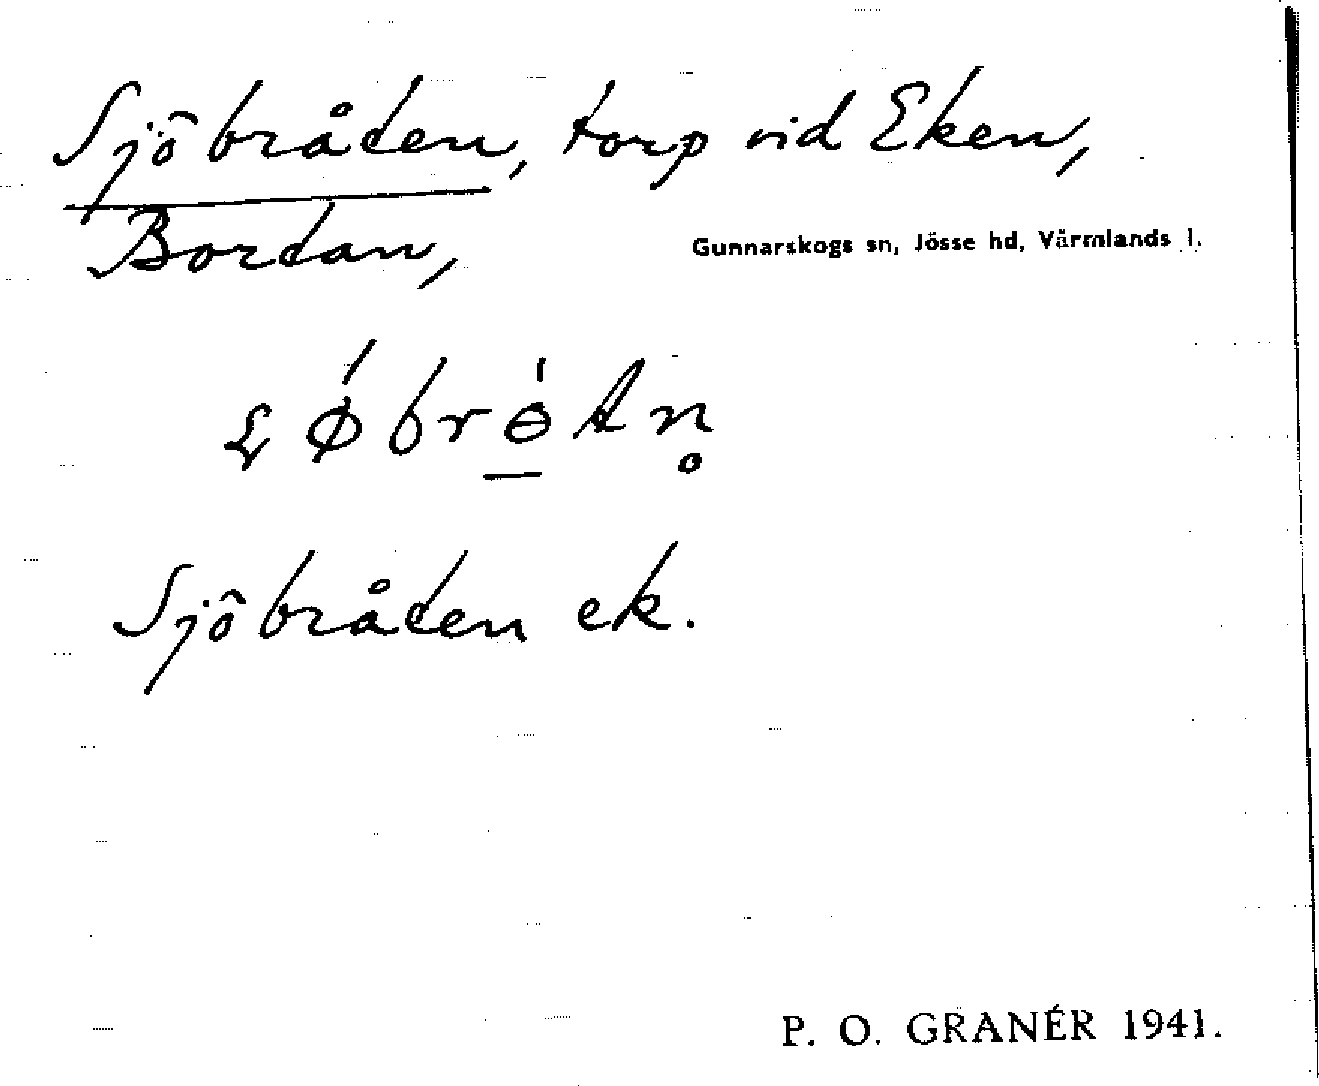 Sjöbråten, torp vid Eken,
Bordan,
Gunnarskogs sn, Jösse hd, Värmlands l.
Sjöbråten ek.
P. O. GRANÉR 1941.